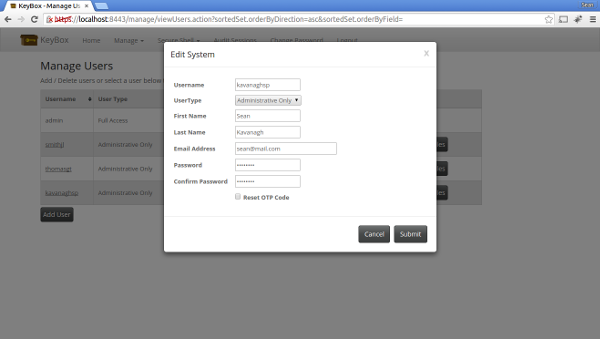 KeyBox - Manage Us
Sean
https://localhost:8443/manage/viewUsers.action?sortedSet.orderByDirection=asc&sortedSet.orderByField=
KeyBox Home Manage Secure Shell Audit Sessions Change Password Logout
Manage Users
Add / Delete users or select a user below
Username User Type
admin Full Access
Administrative Only
thomasgt Administrative Only
kavanaghsp Administrative Only
Add User
Edit System
x
Username kavanaghsp
UserType Administrative Only
First Name Sean
Last Name Kavanagh
Email Address sean@mail.com
Password ••••••••
Confirm Password ••••••••
Reset OTP Code
Cancel Submit